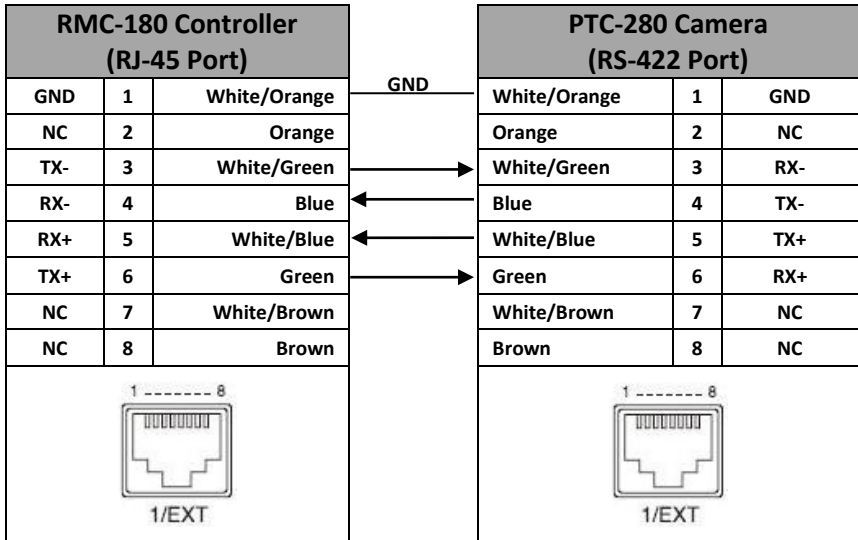 RMC-180 Controller
(RJ-45 Port)
GND 1 White/Orange
NC 2 Orange
TX- 3 White/Green
RX- 4 Blue
RX+ 5 White/Blue
TX+ 6 Green
NC 7 White/Brown
NC 8 Brown
1 -------- 8
1/EXT
GND
PTC-280 Camera
(RS-422 Port)
White/Orange 1 GND
Orange 2 NC
White/Green 3 RX-
Blue 4 TX-
White/Blue 5 TX+
Green 6 RX+
White/Brown 7 NC
Brown 8 NC
1 -------- 8
1/EXT